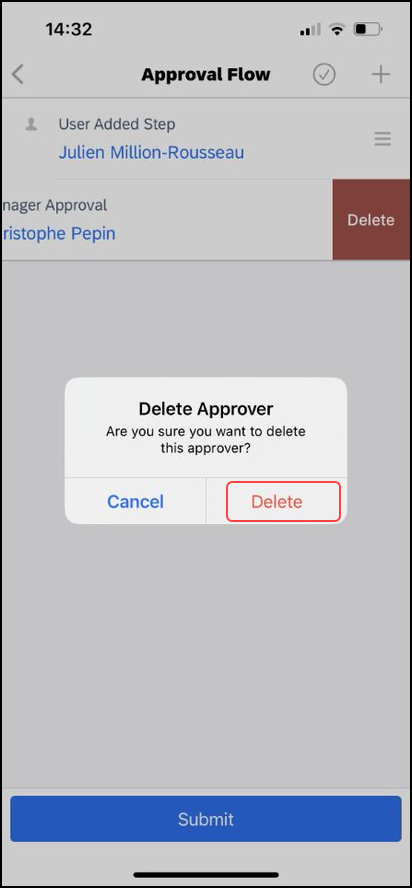 14:32
Approval Flow
User Added Step
Julien Million-Rousseau
nager Approval
ristophe Pepin
Delete
Delete Approver
Are you sure you want to delete
this approver?
Cancel
Delete
Submit